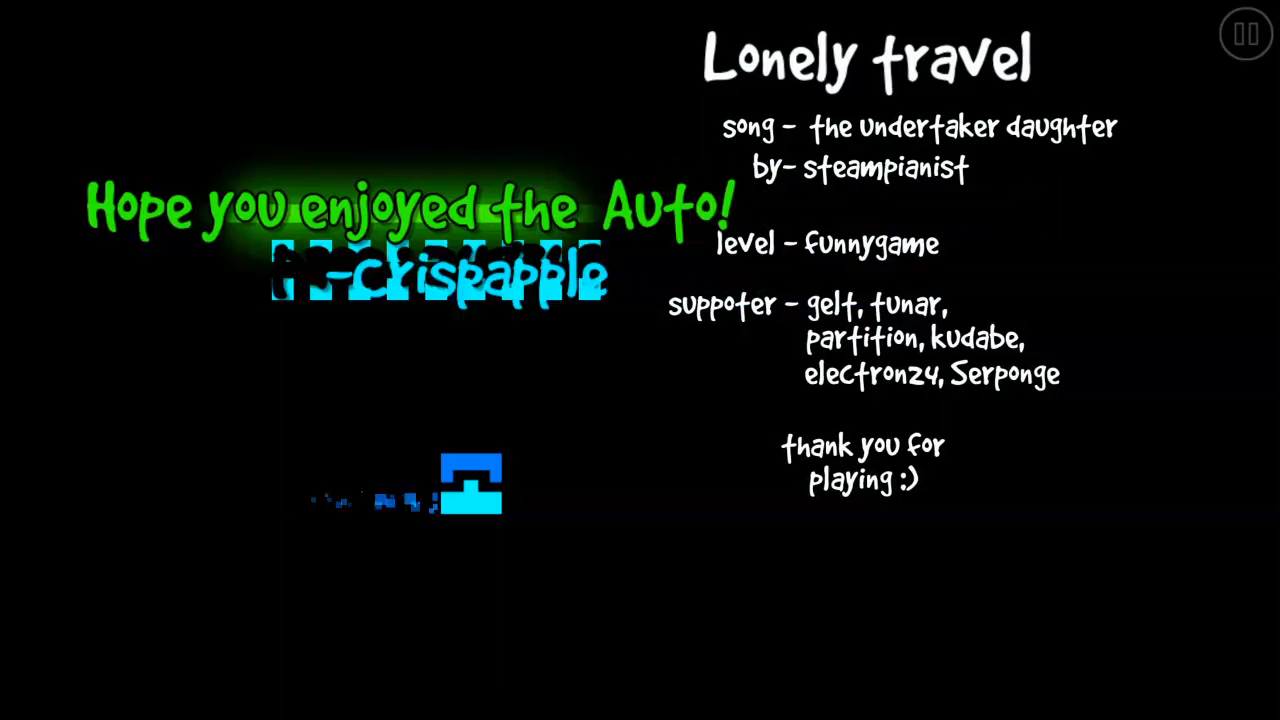 Lonely travel
song - the undertaker daughter
by- steampianist
Hope you enjoyed the Auto!
-Crispapple
level - funnygame
suppoter - gelt, tunar,
partition, kudabe,
electron24, Serponge
thank you for
playing :)